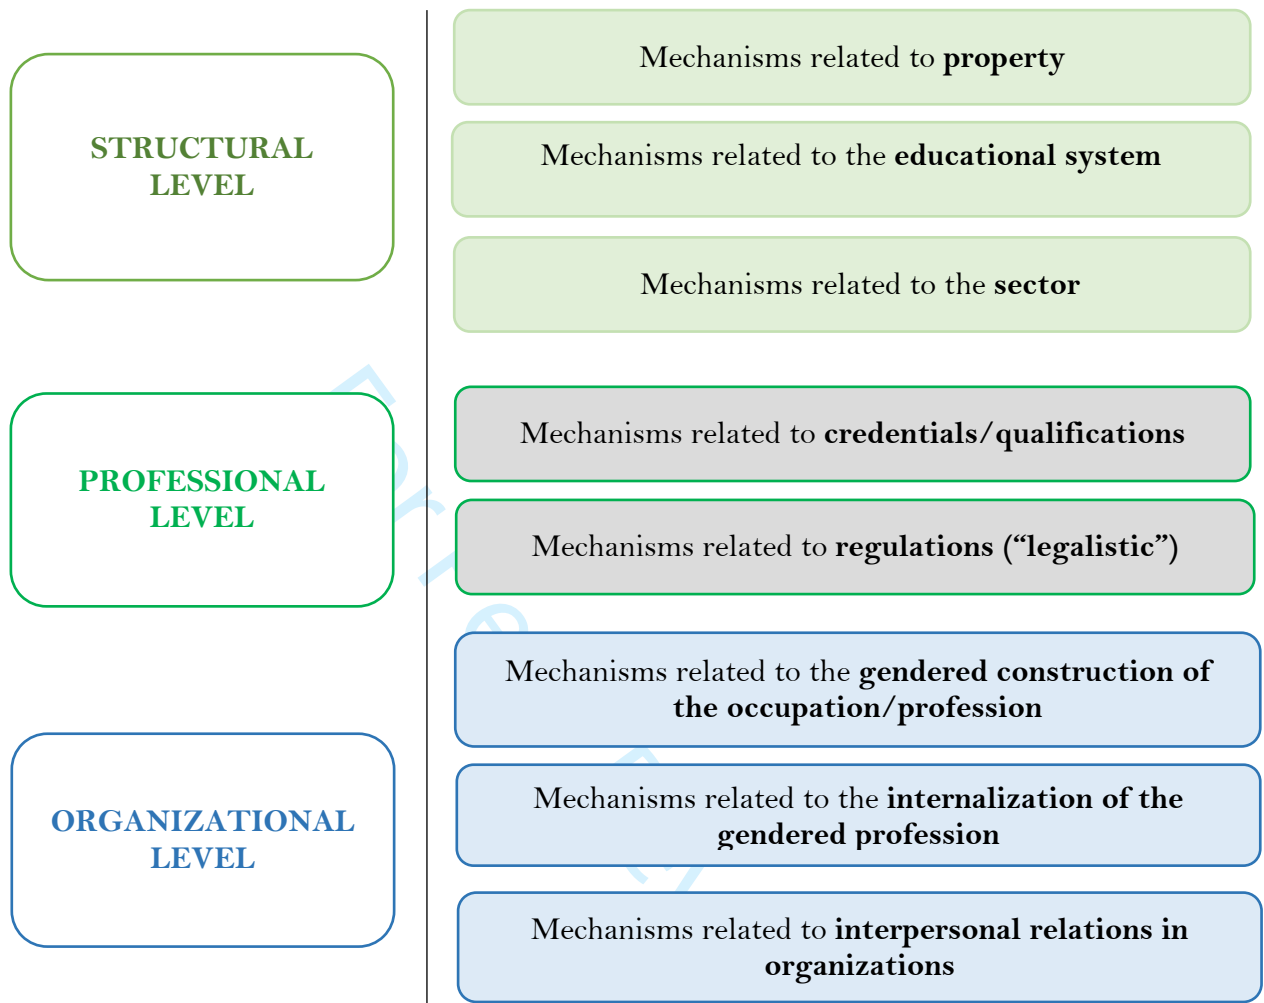 Mechanisms related to property
STRUCTURAL
LEVEL
Mechanisms related to the educational system
Mechanisms related to the sector
PROFESSIONAL
LEVEL
Mechanisms related to credentials/qualifications
Mechanisms related to regulations (“legalistic”)
ORGANIZATIONAL
LEVEL
Mechanisms related to the gendered construction of
the occupation/profession
Mechanisms related to the internalization of the
gendered profession
Mechanisms related to interpersonal relations in
organizations